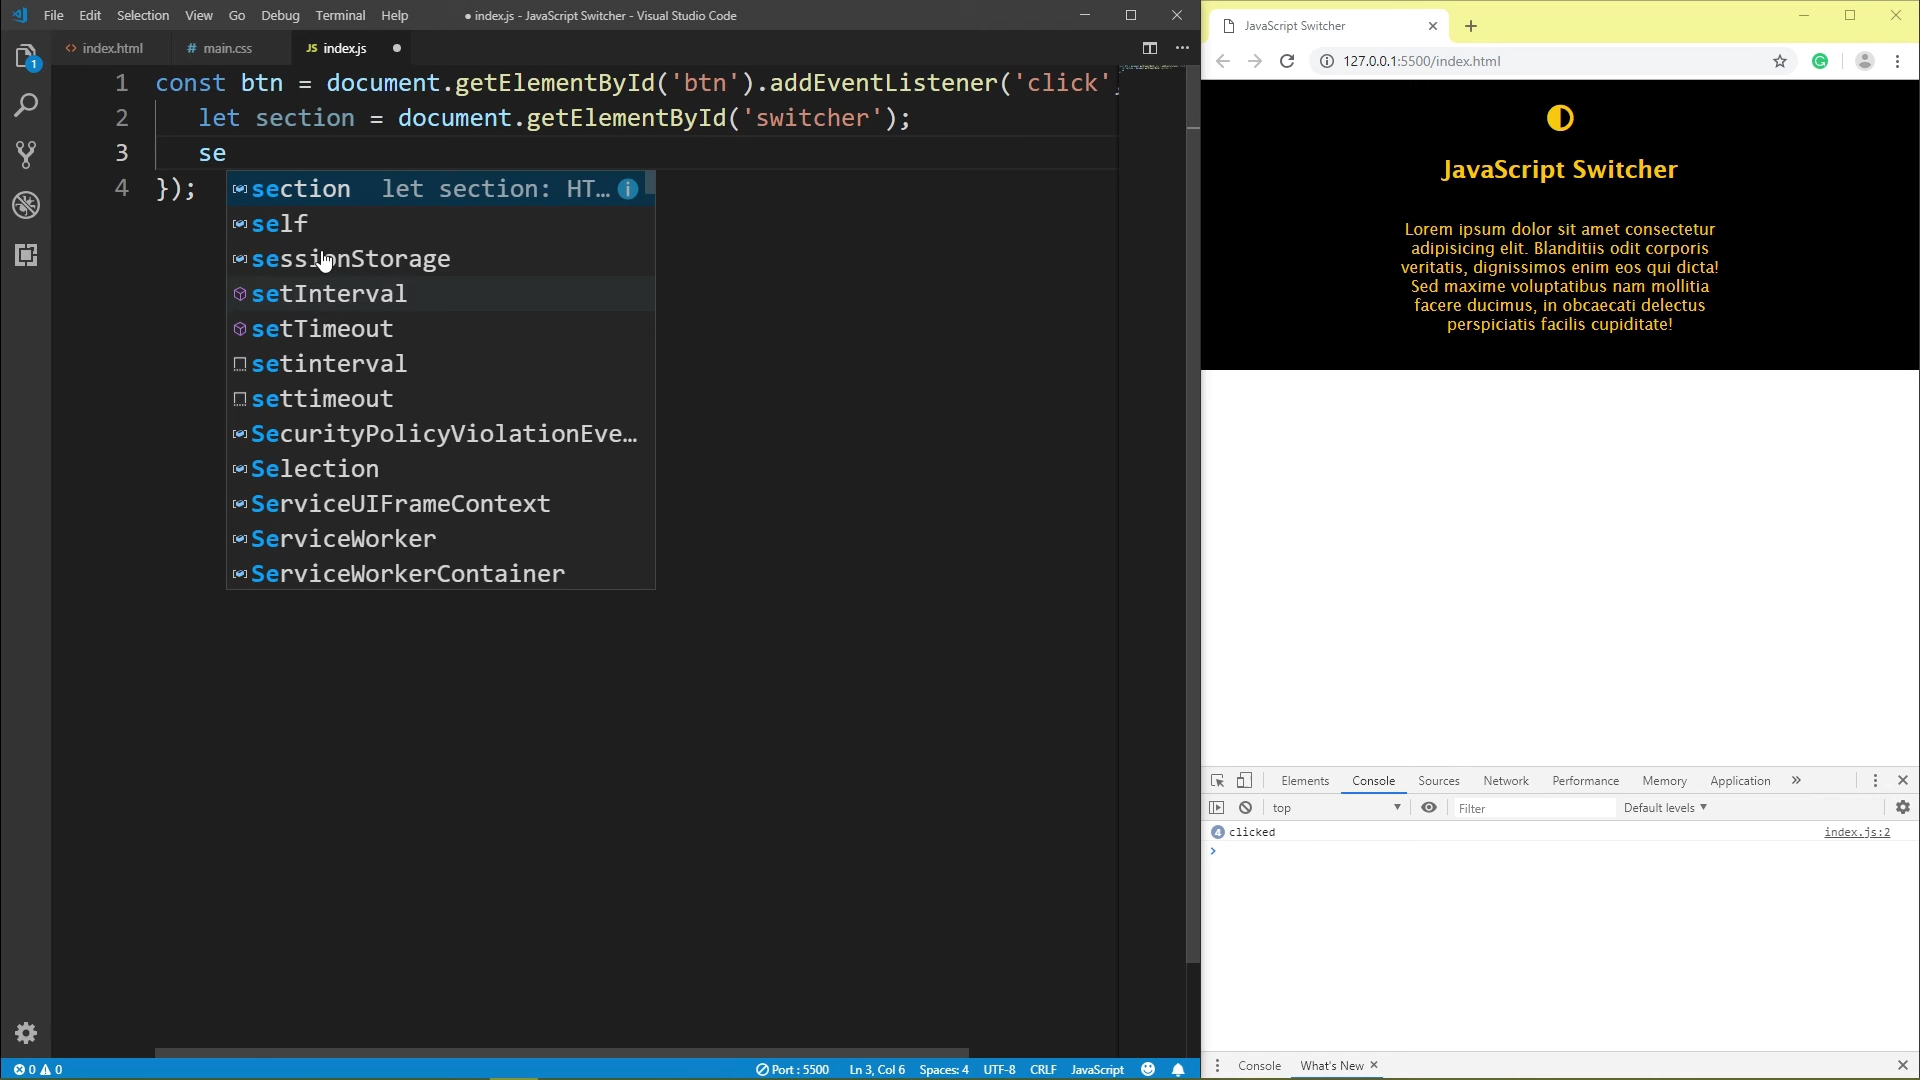 File Edit Selection View Go Debug Terminal Help
● index.js - JavaScript Switcher - Visual Studio Code
<> index.html # main.css JS index.js ●
1 const btn = document.getElementById('btn').addEventListener('click',
2 let section = document.getElementById('switcher');
3 se
4 });
section let section: HT...
self
sessionStorage
setInterval
setTimeout
setinterval
settimeout
SecurityPolicyViolationEve...
Selection
ServiceUIFrameContext
ServiceWorker
ServiceWorkerContainer
1
0 0
Port : 5500 Ln 3, Col 6 Spaces: 4 UTF-8 CRLF JavaScript
JavaScript Switcher
127.0.0.1:5500/index.html
JavaScript Switcher
Lorem ipsum dolor sit amet consectetur
adipisicing elit. Blanditiis odit corporis
veritatis, dignissimos enim eos qui dicta!
Sed maxime voluptatibus nam mollitia
facere ducimus, in obcaecati delectus
perspiciatis facilis cupiditate!
Elements Console Sources Network Performance Memory Application »
top Filter Default levels
4 clicked index.js:2
>
Console What's New